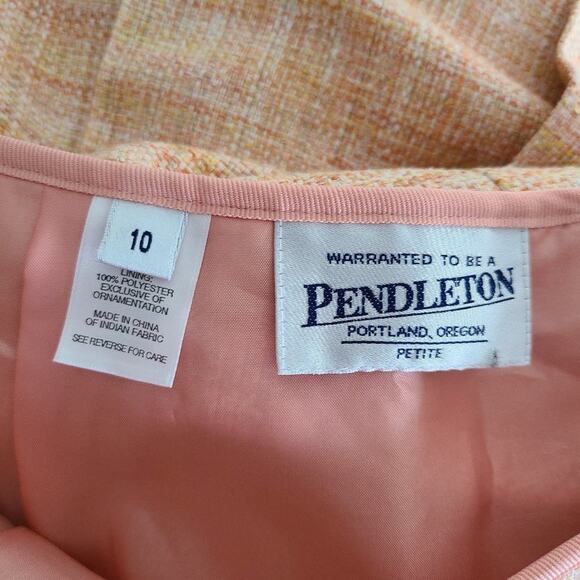 10
LINING:
100% POLYESTER
EXCLUSIVE OF
ORNAMENTATION
MADE IN CHINA
OF INDIAN FABRIC
SEE REVERSE FOR CARE
WARRANTED TO BE A
PENDLETON
PORTLAND, OREGON
PETITE